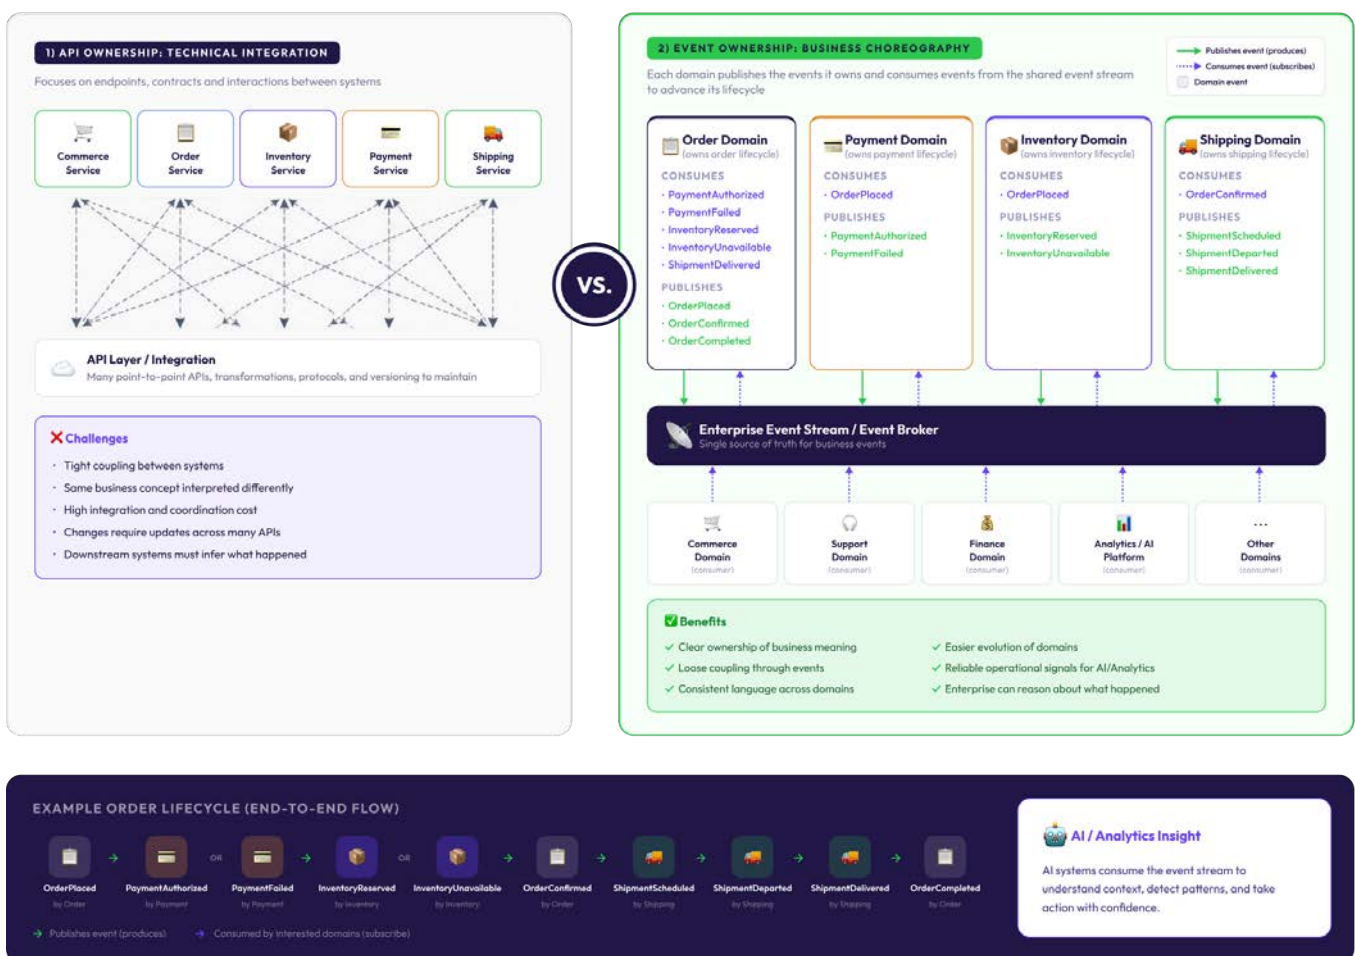 1) API OWNERSHIP: TECHNICAL INTEGRATION
Focuses on endpoints, contracts and interactions between systems
Commerce
Service
Order
Service
Inventory
Service
Payment
Service
Shipping
Service
API Layer / Integration
Many point-to-point APIs, transformations, protocols, and versioning to maintain
❌ Challenges
· Tight coupling between systems
· Same business concept interpreted differently
· High integration and coordination cost
· Changes require updates across many APIs
· Downstream systems must infer what happened
VS.
2) EVENT OWNERSHIP: BUSINESS CHOREOGRAPHY
Each domain publishes the events it owns and consumes events from the shared event stream
to advance its lifecycle
Publishes event (produces)
Consumes event (subscribes)
Domain event
Order Domain
(owns order lifecycle)
CONSUMES
· PaymentAuthorized
· PaymentFailed
· InventoryReserved
· InventoryUnavailable
· ShipmentDelivered
PUBLISHES
· OrderPlaced
· OrderConfirmed
· OrderCompleted
Payment Domain
(owns payment lifecycle)
CONSUMES
· OrderPlaced
PUBLISHES
· PaymentAuthorized
· PaymentFailed
Inventory Domain
(owns inventory lifecycle)
CONSUMES
· OrderPlaced
PUBLISHES
· InventoryReserved
· InventoryUnavailable
Shipping Domain
(owns shipping lifecycle)
CONSUMES
· OrderConfirmed
PUBLISHES
· ShipmentScheduled
· ShipmentDeparted
· ShipmentDelivered
Enterprise Event Stream / Event Broker
Single source of truth for business events
Commerce
Domain
(consumer)
Support
Domain
(consumer)
Finance
Domain
(consumer)
Analytics / AI
Platform
(consumer)
...
Other
Domains
(consumer)
✅ Benefits
✓ Clear ownership of business meaning
✓ Loose coupling through events
✓ Consistent language across domains
✓ Easier evolution of domains
✓ Reliable operational signals for AI/Analytics
✓ Enterprise can reason about what happened
EXAMPLE ORDER LIFECYCLE (END-TO-END FLOW)
OrderPlaced
by Order
PaymentAuthorized
by Payment
OR
PaymentFailed
by Payment
InventoryReserved
by Inventory
OR
InventoryUnavailable
by Inventory
OrderConfirmed
by Order
ShipmentScheduled
by Shipping
ShipmentDeparted
by Shipping
ShipmentDelivered
by Shipping
OrderCompleted
by Order
→ Publishes event (produces)
→ Consumed by interested domains (subscribe)
AI / Analytics Insight
AI systems consume the event stream to
understand context, detect patterns, and take
action with confidence.